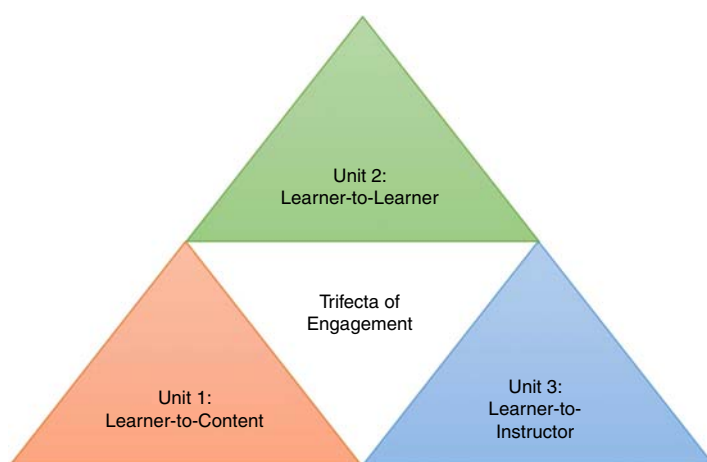 Unit 2:
Learner-to-Learner
Trifecta of
Engagement
Unit 1:
Learner-to-Content
Unit 3:
Learner-to-
Instructor